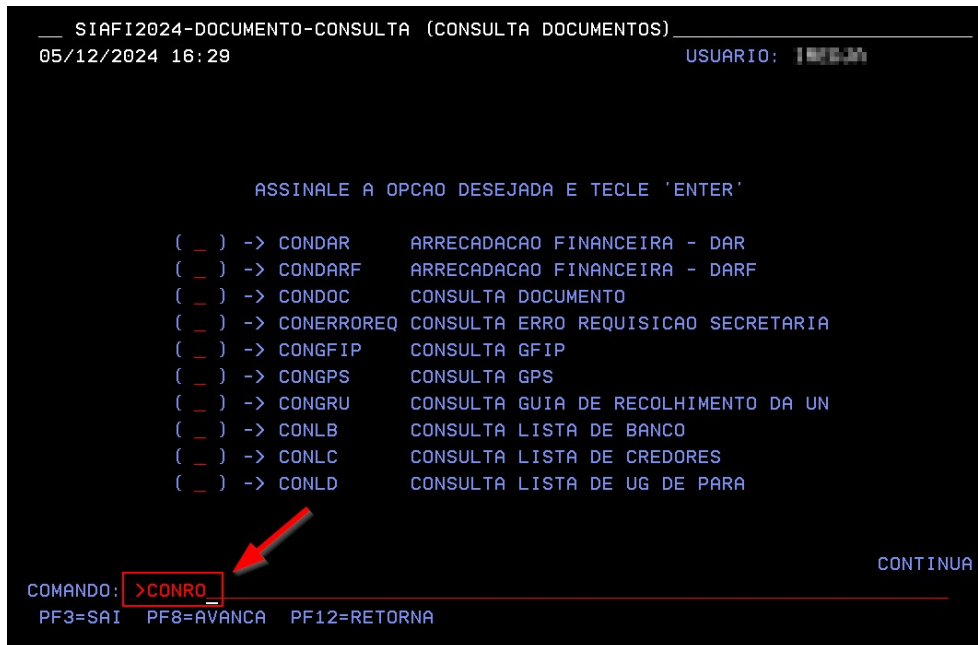 __ SIAFI2024-DOCUMENTO-CONSULTA (CONSULTA DOCUMENTOS)
05/12/2024 16:29 USUARIO:
ASSINALE A OPCAO DESEJADA E TECLE 'ENTER'
( _ ) -> CONDAR ARRECADACAO FINANCEIRA - DAR
( _ ) -> CONDARF ARRECADACAO FINANCEIRA - DARF
( _ ) -> CONDOC CONSULTA DOCUMENTO
( _ ) -> CONERROREQ CONSULTA ERRO REQUISICAO SECRETARIA
( _ ) -> CONGFIP CONSULTA GFIP
( _ ) -> CONGPS CONSULTA GPS
( _ ) -> CONGRU CONSULTA GUIA DE RECOLHIMENTO DA UN
( _ ) -> CONLB CONSULTA LISTA DE BANCO
( _ ) -> CONLC CONSULTA LISTA DE CREDORES
( _ ) -> CONLD CONSULTA LISTA DE UG DE PARA
CONTINUA
COMANDO: >CONRO_
PF3=SAI PF8=AVANCA PF12=RETORNA